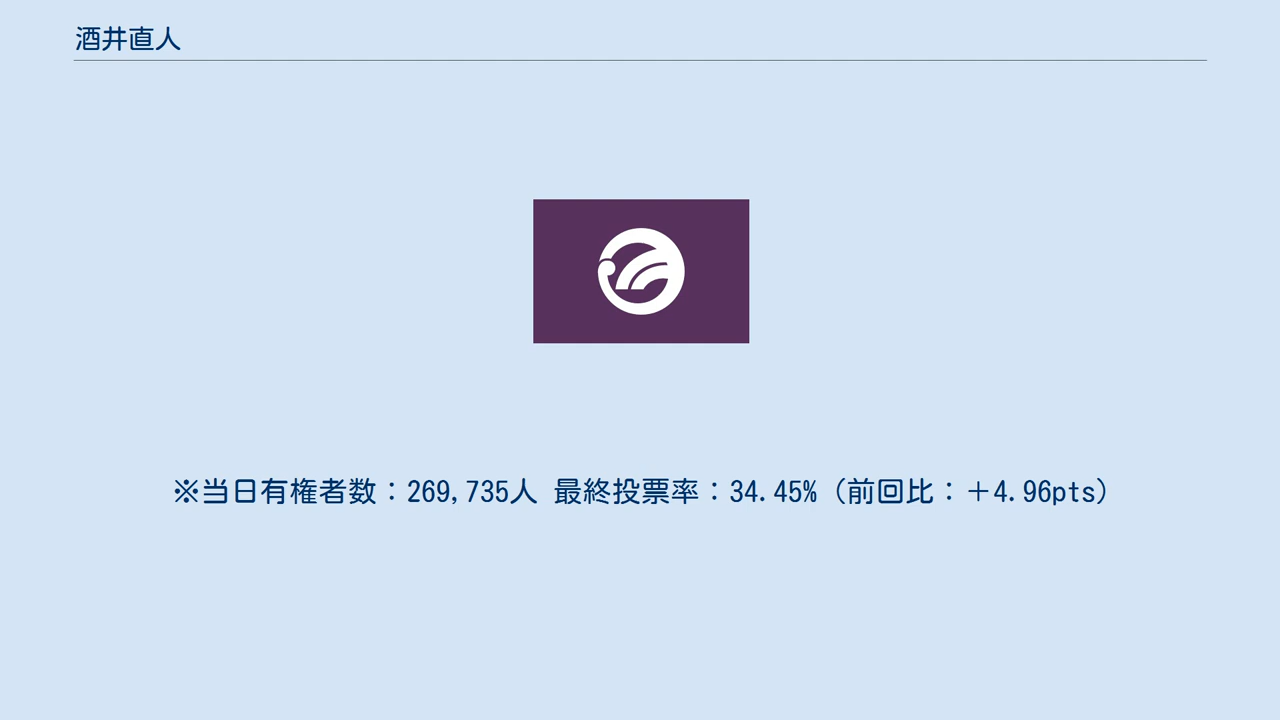 酒井直人
※当日有権者数：269,735人 最終投票率：34.45%（前回比：＋4.96pts）